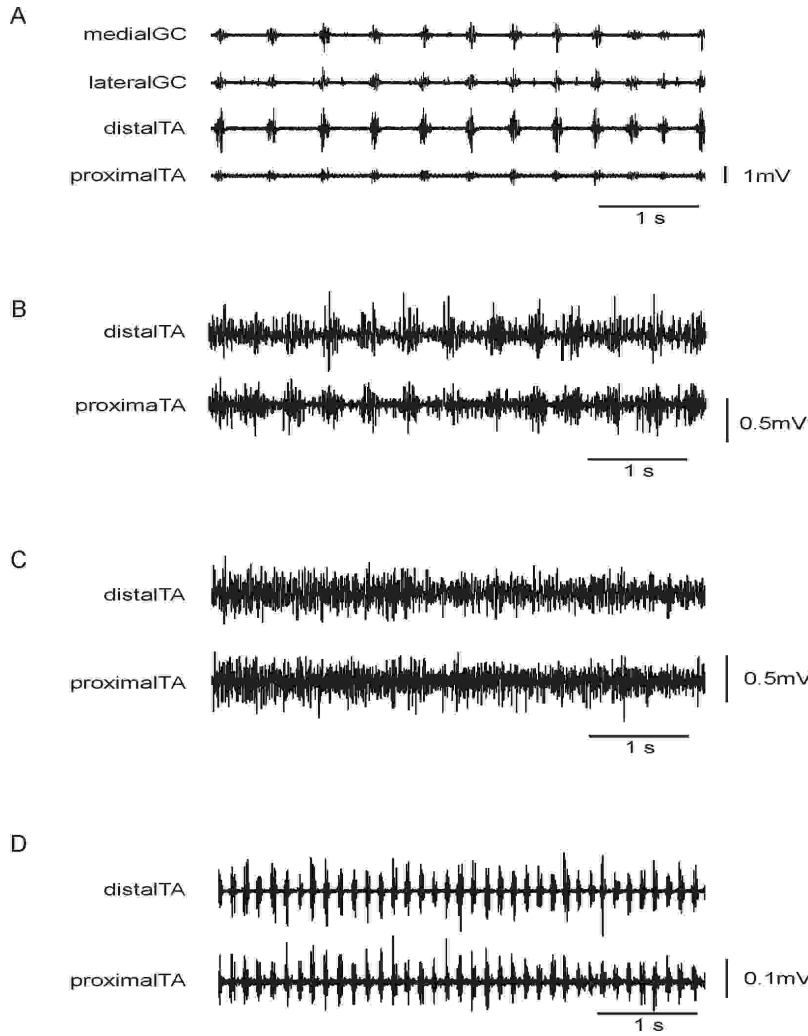 A
medialGC
lateralGC
distalTA
proximalTA
1mV
1 s
B
distalTA
proximaTA
0.5mV
1 s
C
distalTA
proximalTA
0.5mV
1 s
D
distalTA
proximalTA
0.1mV
1 s